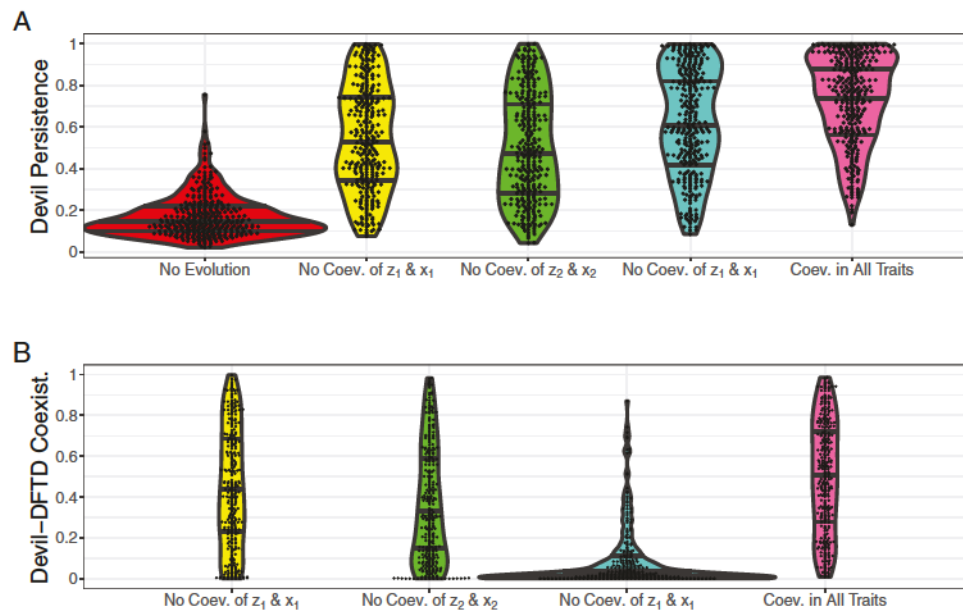 A
Devil Persistence
1
0.8
0.6
0.4
0.2
0
No Evolution
No Coev. of z₁ & x₁
No Coev. of z₂ & x₂
No Coev. of z₁ & x₁
Coev. in All Traits
B
Devil–DFTD Coexist.
1
0.8
0.6
0.4
0.2
0
No Coev. of z₁ & x₁
No Coev. of z₂ & x₂
No Coev. of z₁ & x₁
Coev. in All Traits